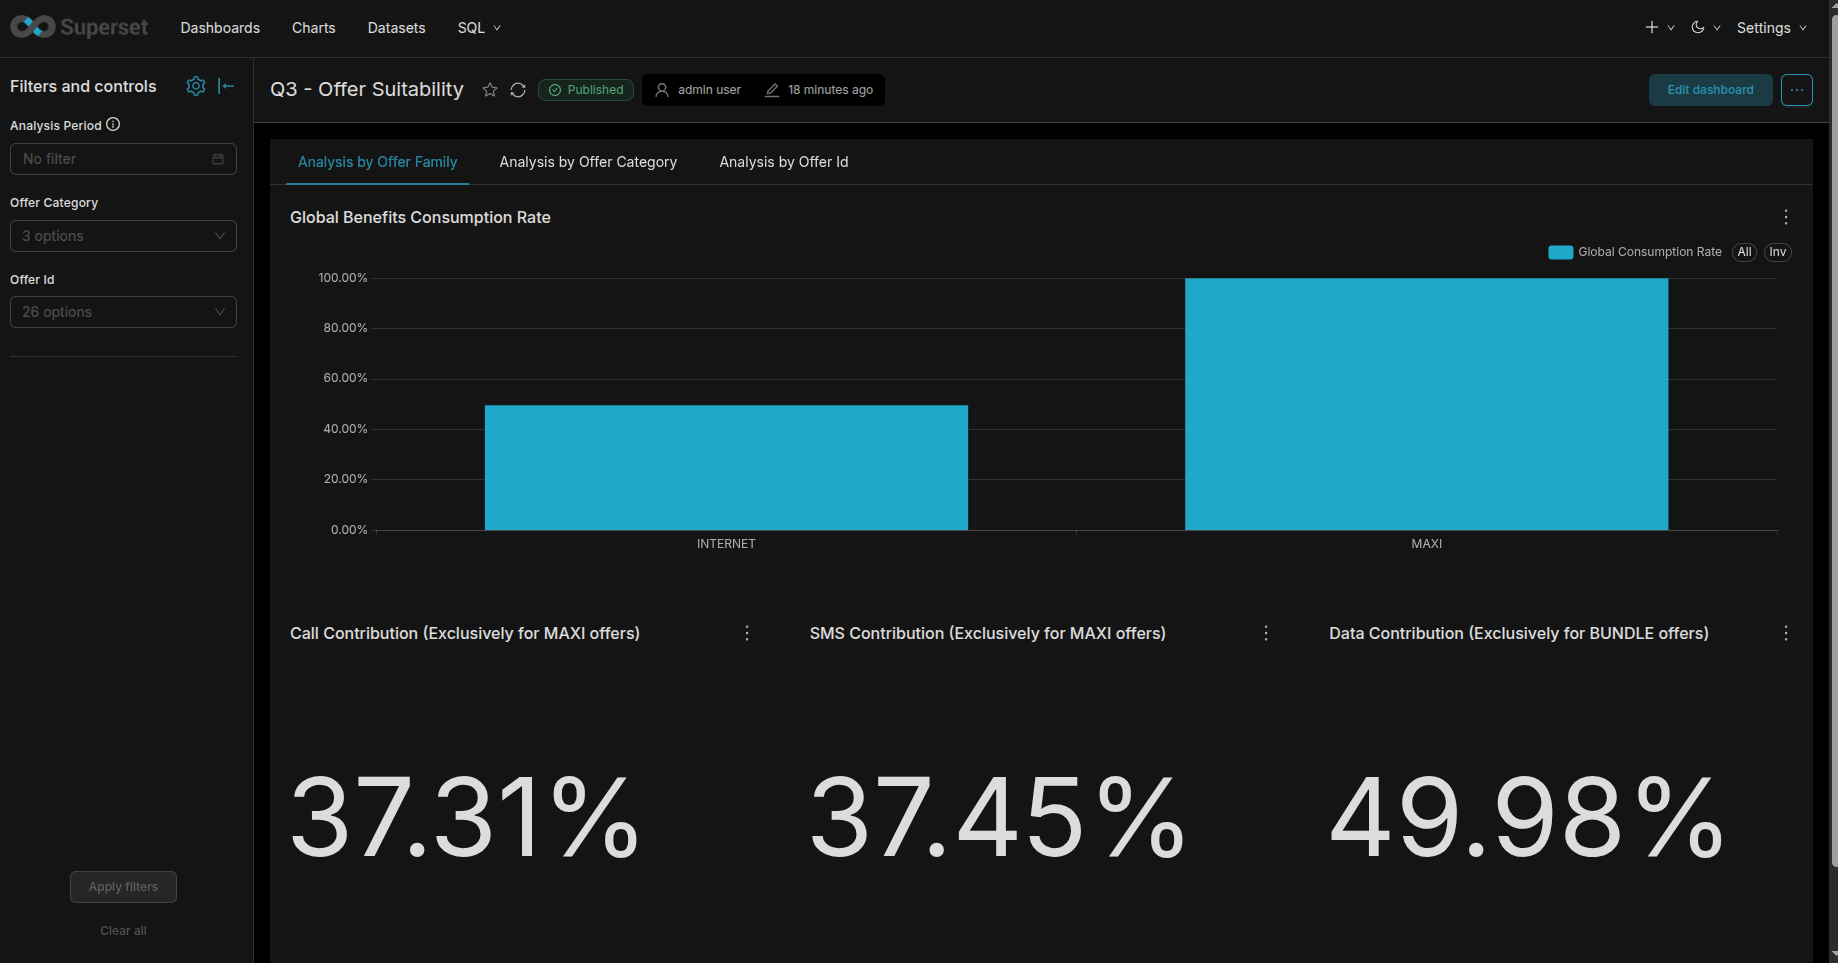 Superset
Dashboards
Charts
Datasets
SQL
Settings
Filters and controls
Analysis Period
No filter
Offer Category
3 options
Offer Id
26 options
Apply filters
Clear all
Q3 - Offer Suitability
Published
admin user
18 minutes ago
Edit dashboard
Analysis by Offer Family
Analysis by Offer Category
Analysis by Offer Id
Global Benefits Consumption Rate
Global Consumption Rate
All
Inv
100.00%
80.00%
60.00%
40.00%
20.00%
0.00%
INTERNET
MAXI
Call Contribution (Exclusively for MAXI offers)
37.31%
SMS Contribution (Exclusively for MAXI offers)
37.45%
Data Contribution (Exclusively for BUNDLE offers)
49.98%